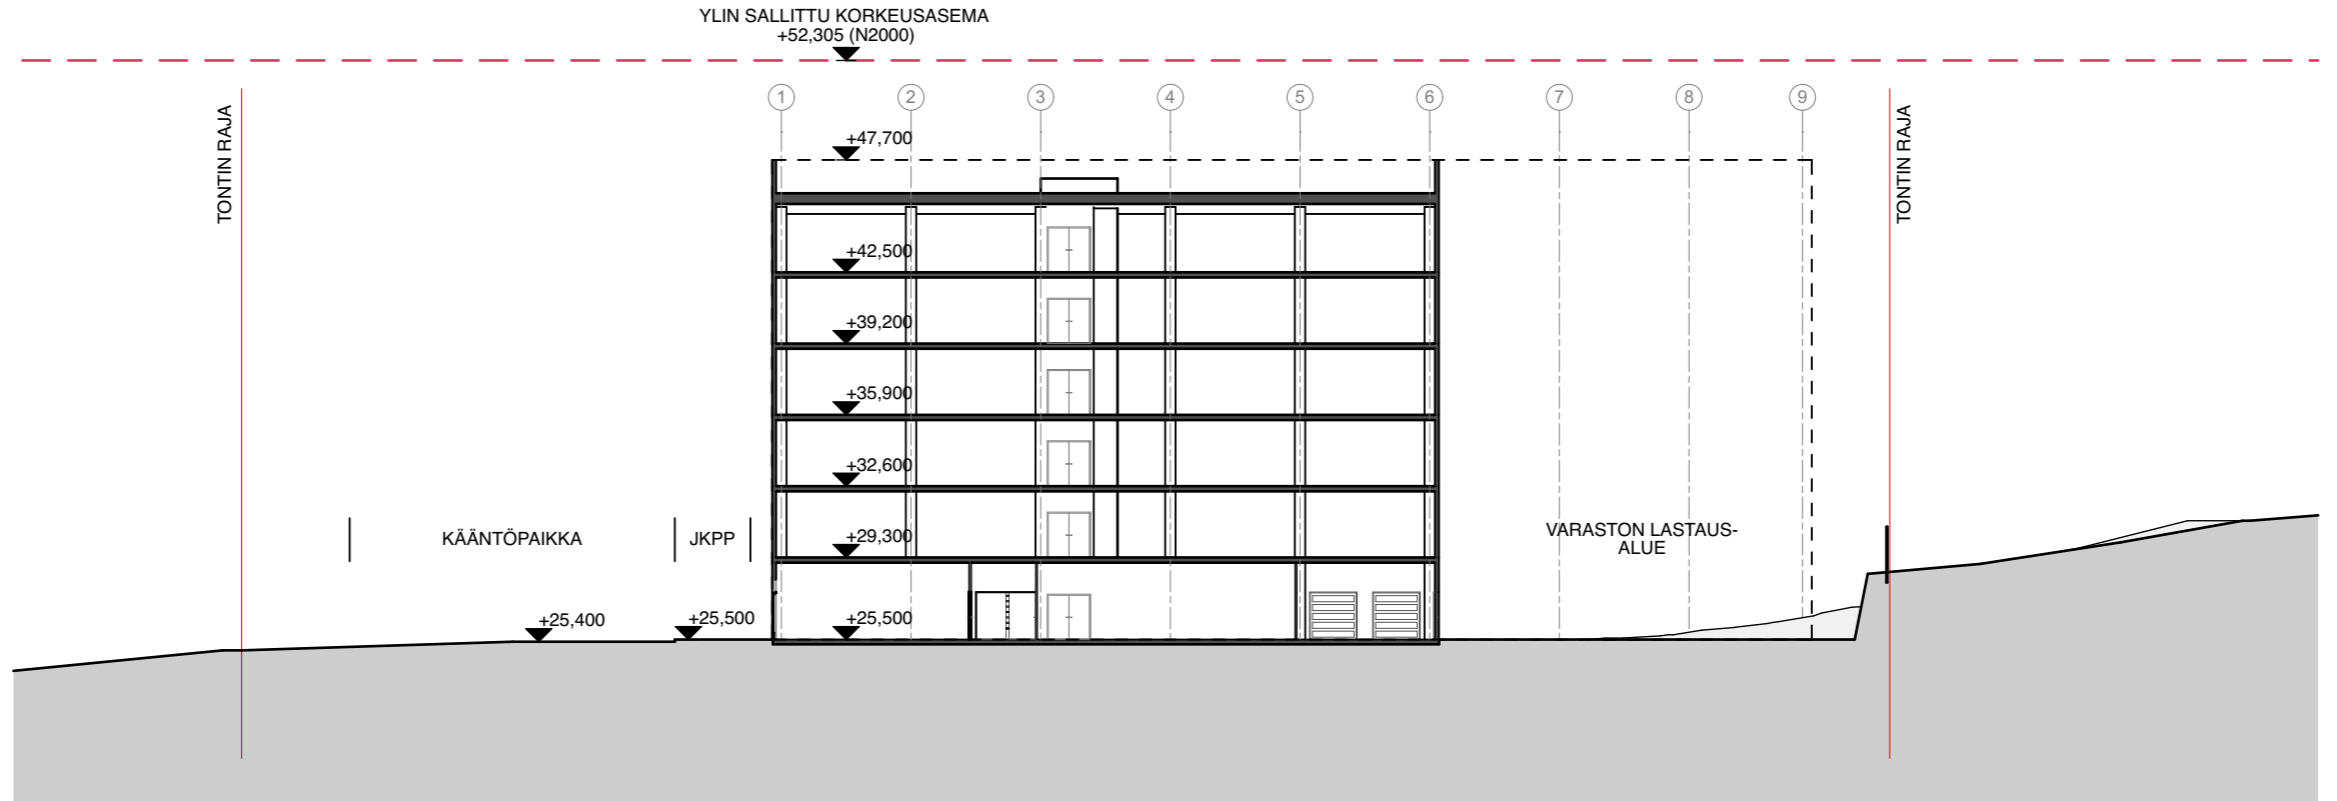 YLIN SALLITTU KORKEUSASEMA
+52,305 (N2000)
1
2
3
4
5
6
7
8
9
TONTIN RAJA
TONTIN RAJA
+47,700
+42,500
+39,200
+35,900
+32,600
+29,300
KÄÄNTÖPAIKKA
JKPP
VARASTON LASTAUS-
ALUE
+25,400
+25,500
+25,500